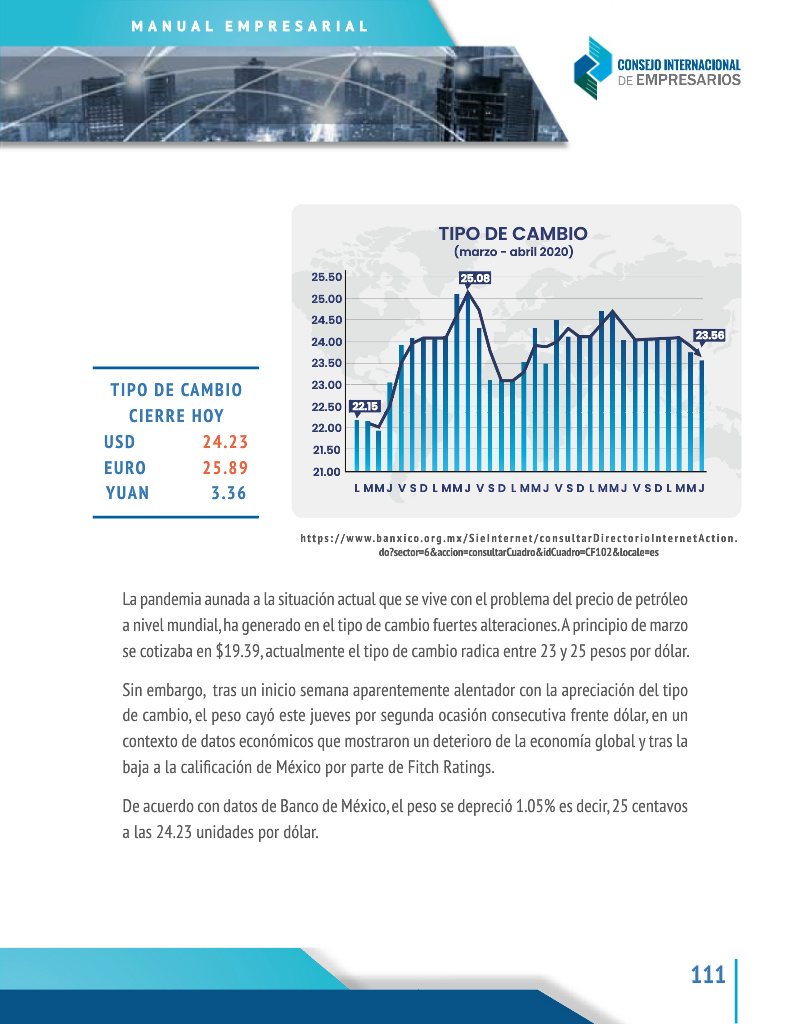 MANUAL EMPRESARIAL
CONSEJO INTERNACIONAL
DE EMPRESARIOS
TIPO DE CAMBIO
(marzo - abril 2020)
25.50
25.00
24.50
24.00
23.50
23.00
22.50
22.00
21.50
21.00
22.15
25.08
23.56
L M M J V S D L M M J V S D L M M J V S D L M M J V S D L M M J
TIPO DE CAMBIO
CIERRE HOY
USD 24.23
EURO 25.89
YUAN 3.36
https://www.banxico.org.mx/SieInternet/consultarDirectorioInternetAction.
do?sector=6&accion=consultarCuadro&idCuadro=CF102&locale=es
La pandemia aunada a la situación actual que se vive con el problema del precio de petróleo
a nivel mundial, ha generado en el tipo de cambio fuertes alteraciones. A principio de marzo
se cotizaba en $19.39, actualmente el tipo de cambio radica entre 23 y 25 pesos por dólar.
Sin embargo, tras un inicio semana aparentemente alentador con la apreciación del tipo
de cambio, el peso cayó este jueves por segunda ocasión consecutiva frente dólar, en un
contexto de datos económicos que mostraron un deterioro de la economía global y tras la
baja a la calificación de México por parte de Fitch Ratings.
De acuerdo con datos de Banco de México, el peso se depreció 1.05% es decir, 25 centavos
a las 24.23 unidades por dólar.
111